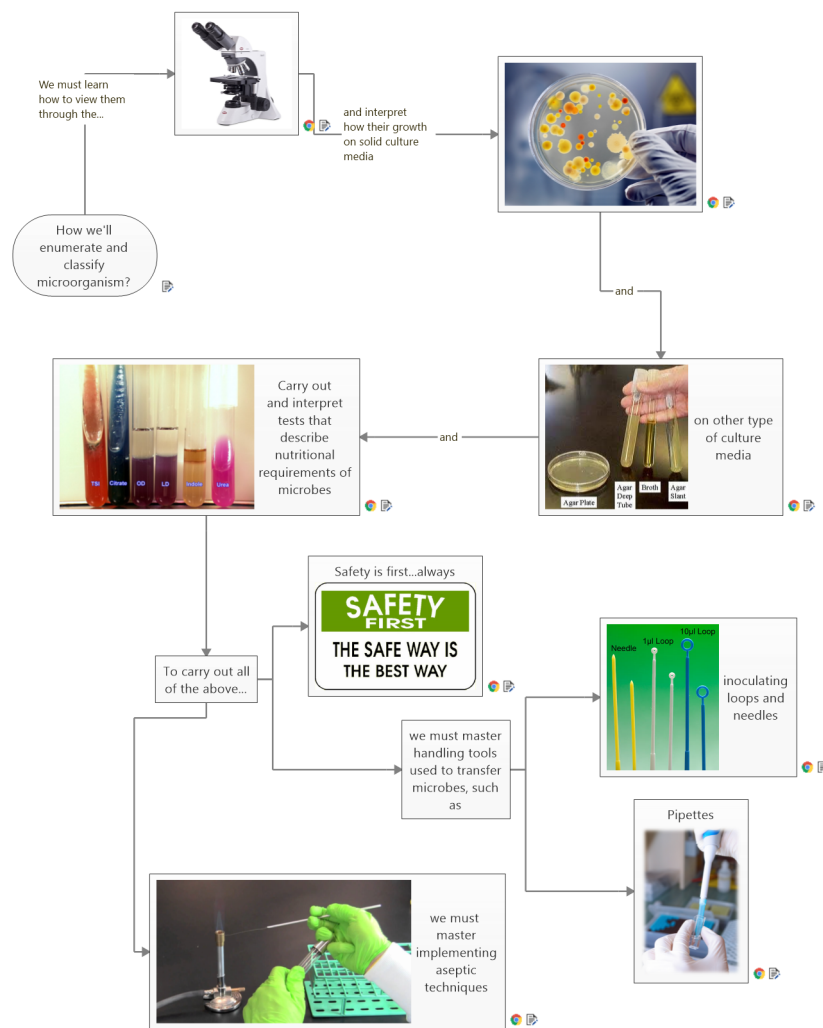 We must learn
how to view them
through the...
and interpret
how their growth
on solid culture
media
How we'll
enumerate and
classify
microorganism?
and
on other type
of culture
media
Agar Plate
Agar
Deep
Tube
Broth
Agar
Slant
and
Carry out
and interpret
tests that
describe
nutritional
requirements of
microbes
TSI
Citrate
OD
LD
Indole
Urea
Safety is first...always
SAFETY
FIRST
THE SAFE WAY IS
THE BEST WAY
To carry out all
of the above...
we must master
handling tools
used to transfer
microbes, such
as
Needle
1µl Loop
10µl Loop
inoculating
loops and
needles
Pipettes
we must
master
implementing
aseptic
techniques